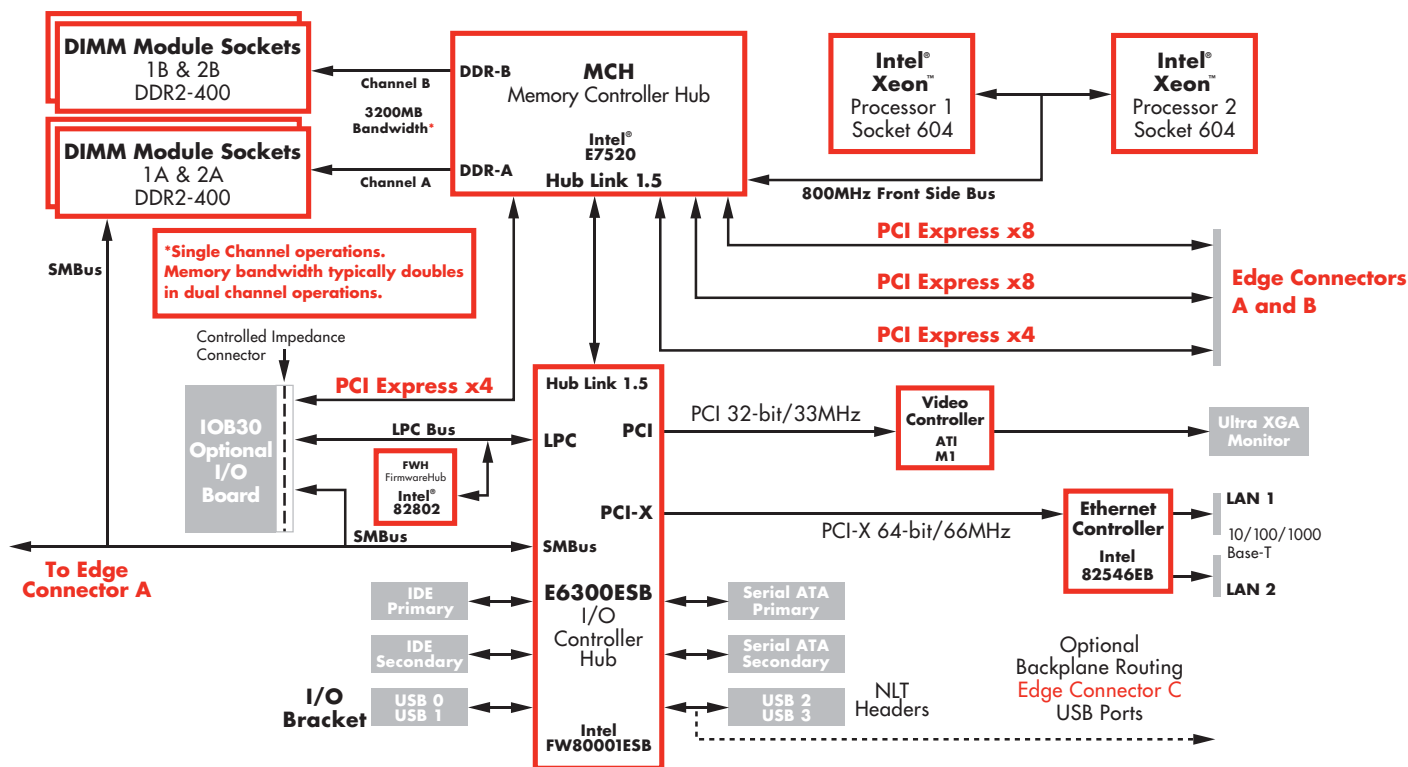 DIMM Module Sockets
1B & 2B
DDR2-400
DIMM Module Sockets
1A & 2A
DDR2-400
Channel B
3200MB
Bandwidth*
Channel A
DDR-B
MCH
Memory Controller Hub
Intel®
E7520
DDR-A
Hub Link 1.5
Intel®
Xeon™
Processor 1
Socket 604
Intel®
Xeon™
Processor 2
Socket 604
800MHz Front Side Bus
PCI Express x8
PCI Express x8
PCI Express x4
Edge Connectors
A and B
SMBus
*Single Channel operations.
Memory bandwidth typically doubles
in dual channel operations.
Controlled Impedance
Connector
PCI Express x4
IOB30
Optional
I/O
Board
LPC Bus
FWH
FirmwareHub
Intel®
82802
SMBus
To Edge
Connector A
Hub Link 1.5
LPC
PCI
PCI-X
SMBus
E6300ESB
I/O
Controller
Hub
Intel
FW80001ESB
PCI 32-bit/33MHz
Video
Controller
ATI
M1
Ultra XGA
Monitor
PCI-X 64-bit/66MHz
Ethernet
Controller
Intel
82546EB
LAN 1
10/100/1000
Base-T
LAN 2
IDE
Primary
IDE
Secondary
I/O
Bracket
USB 0
USB 1
Serial ATA
Primary
Serial ATA
Secondary
USB 2
USB 3
NLT
Headers
Optional
Backplane Routing
Edge Connector C
USB Ports